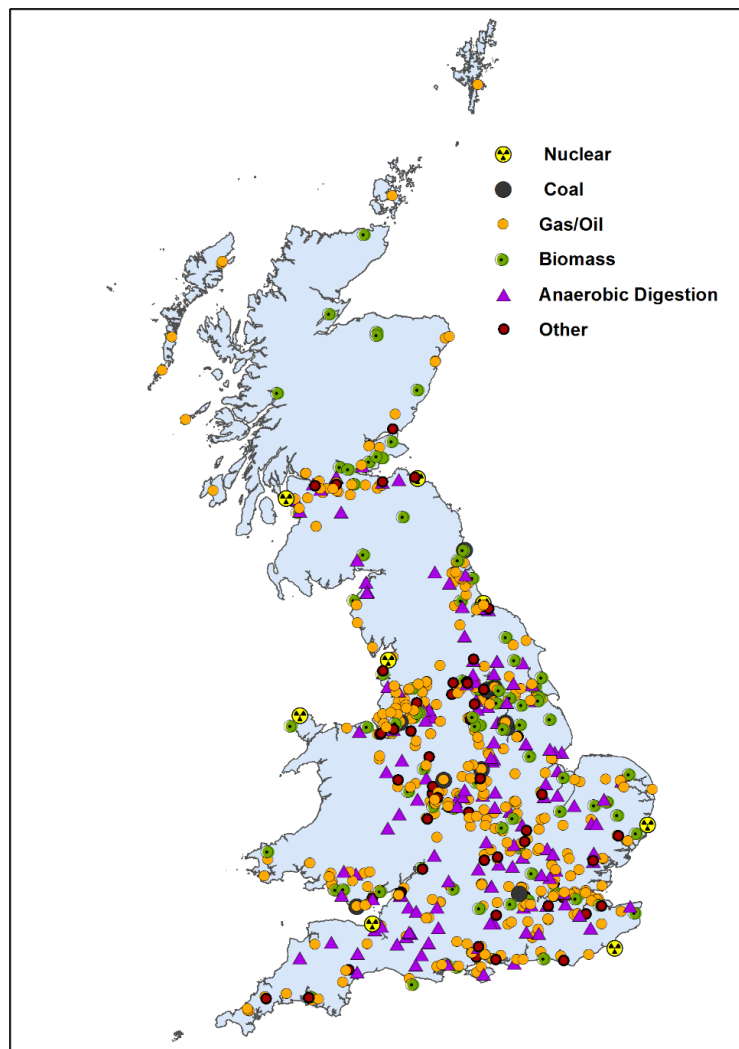 Nuclear
Coal
Gas/Oil
Biomass
Anaerobic Digestion
Other